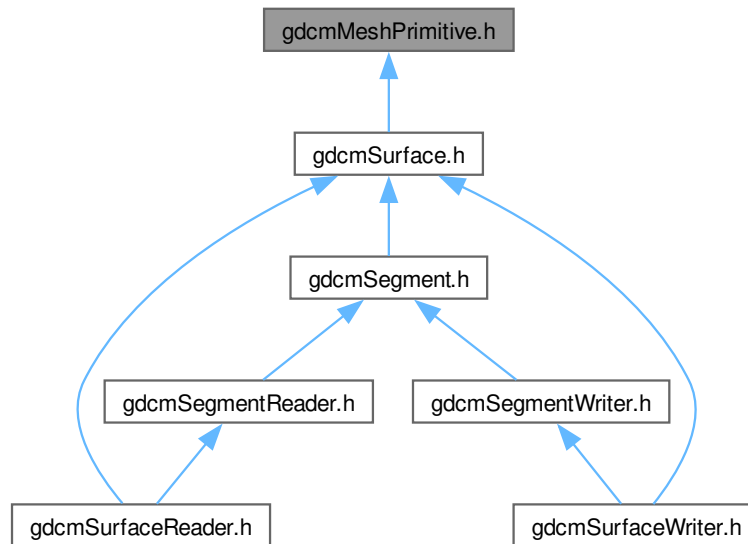 gdcmMeshPrimitive.h
gdcmSurface.h
gdcmSegment.h
gdcmSegmentReader.h
gdcmSegmentWriter.h
gdcmSurfaceReader.h
gdcmSurfaceWriter.h